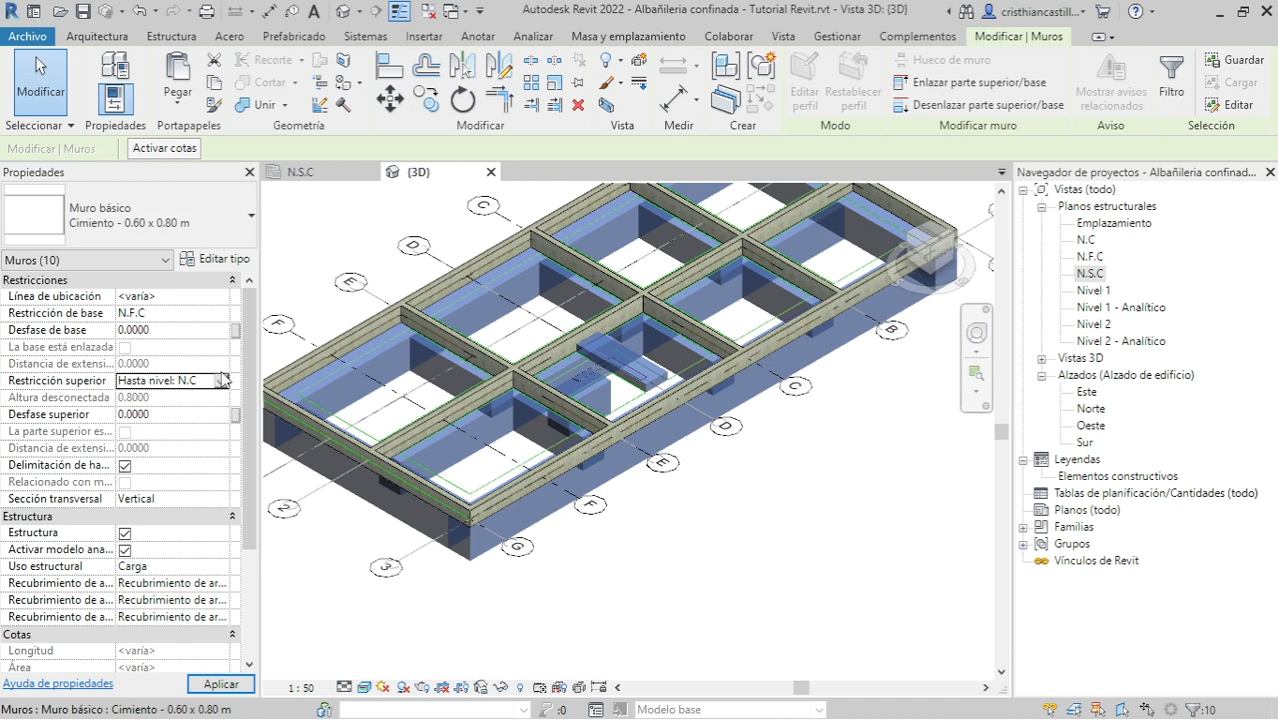 Autodesk Revit 2022 - Albañileria confinada - Tutorial Revit.rvt - Vista 3D: {3D}
cristhiancastill...
Archivo Arquitectura Estructura Acero Prefabricado Sistemas Insertar Anotar Analizar Masa y emplazamiento Colaborar Vista Gestionar Complementos Modificar | Muros
Modificar
Pegar
Recorte
Cortar
Unir
Editar perfil
Restablecer perfil
Hueco de muro
Enlazar parte superior/base
Desenlazar parte superior/base
Mostrar avisos relacionados
Filtro
Guardar
Cargar
Editar
Seleccionar Propiedades Portapapeles Geometría Modificar Vista Medir Crear Modo Modificar muro Aviso Selección
Modificar | Muros
Activar cotas
Propiedades
N.S.C
{3D}
Muro básico
Cimiento - 0.60 x 0.80 m
Muros (10)
Editar tipo
Restricciones
Línea de ubicación <varía>
Restricción de base N.F.C
Desfase de base 0.0000
La base está enlazada
Distancia de extensi... 0.0000
Restricción superior Hasta nivel: N.C
Altura desconectada 0.8000
Desfase superior 0.0000
La parte superior es...
Distancia de extensi... 0.0000
Delimitación de ha...
Relacionado con m...
Sección transversal Vertical
Estructura
Estructura
Activar modelo ana...
Uso estructural Carga
Recubrimiento de a... Recubrimiento de ar...
Recubrimiento de a... Recubrimiento de ar...
Recubrimiento de a... Recubrimiento de ar...
Cotas
Longitud <varía>
Área <varía>
Ayuda de propiedades
Aplicar
C
D
E
F
B
C
D
E
F
G
2
3
1 : 50
Navegador de proyectos - Albañileria confinad...
Vistas (todo)
Planos estructurales
Emplazamiento
N.C
N.F.C
N.S.C
Nivel 1
Nivel 1 - Analítico
Nivel 2
Nivel 2 - Analítico
Vistas 3D
Alzados (Alzado de edificio)
Este
Norte
Oeste
Sur
Leyendas
Elementos constructivos
Tablas de planificación/Cantidades (todo)
Planos (todo)
Familias
Grupos
Vínculos de Revit
Muros : Muro básico : Cimiento - 0.60 x 0.80 m
:0
Modelo base
:10